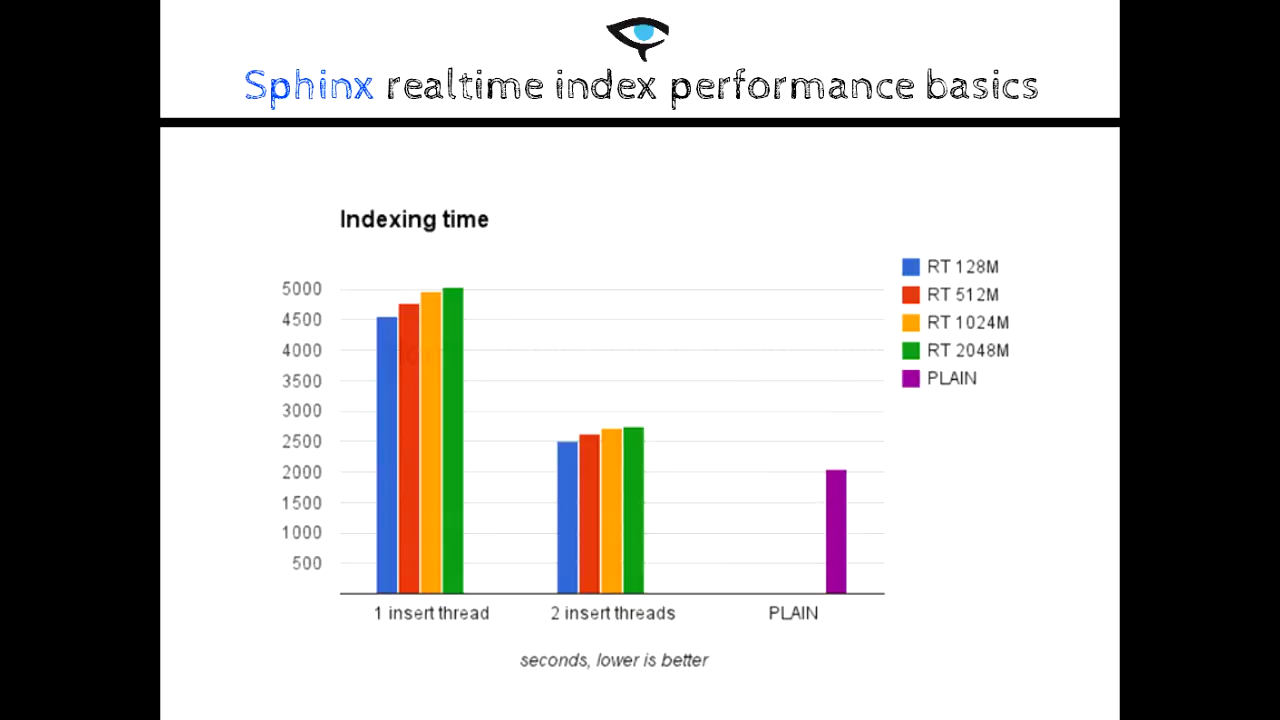 Sphinx realtime index performance basics
Indexing time
RT 128M
RT 512M
RT 1024M
RT 2048M
PLAIN
5000
4500
4000
3500
3000
2500
2000
1500
1000
500
1 insert thread
2 insert threads
PLAIN
seconds, lower is better